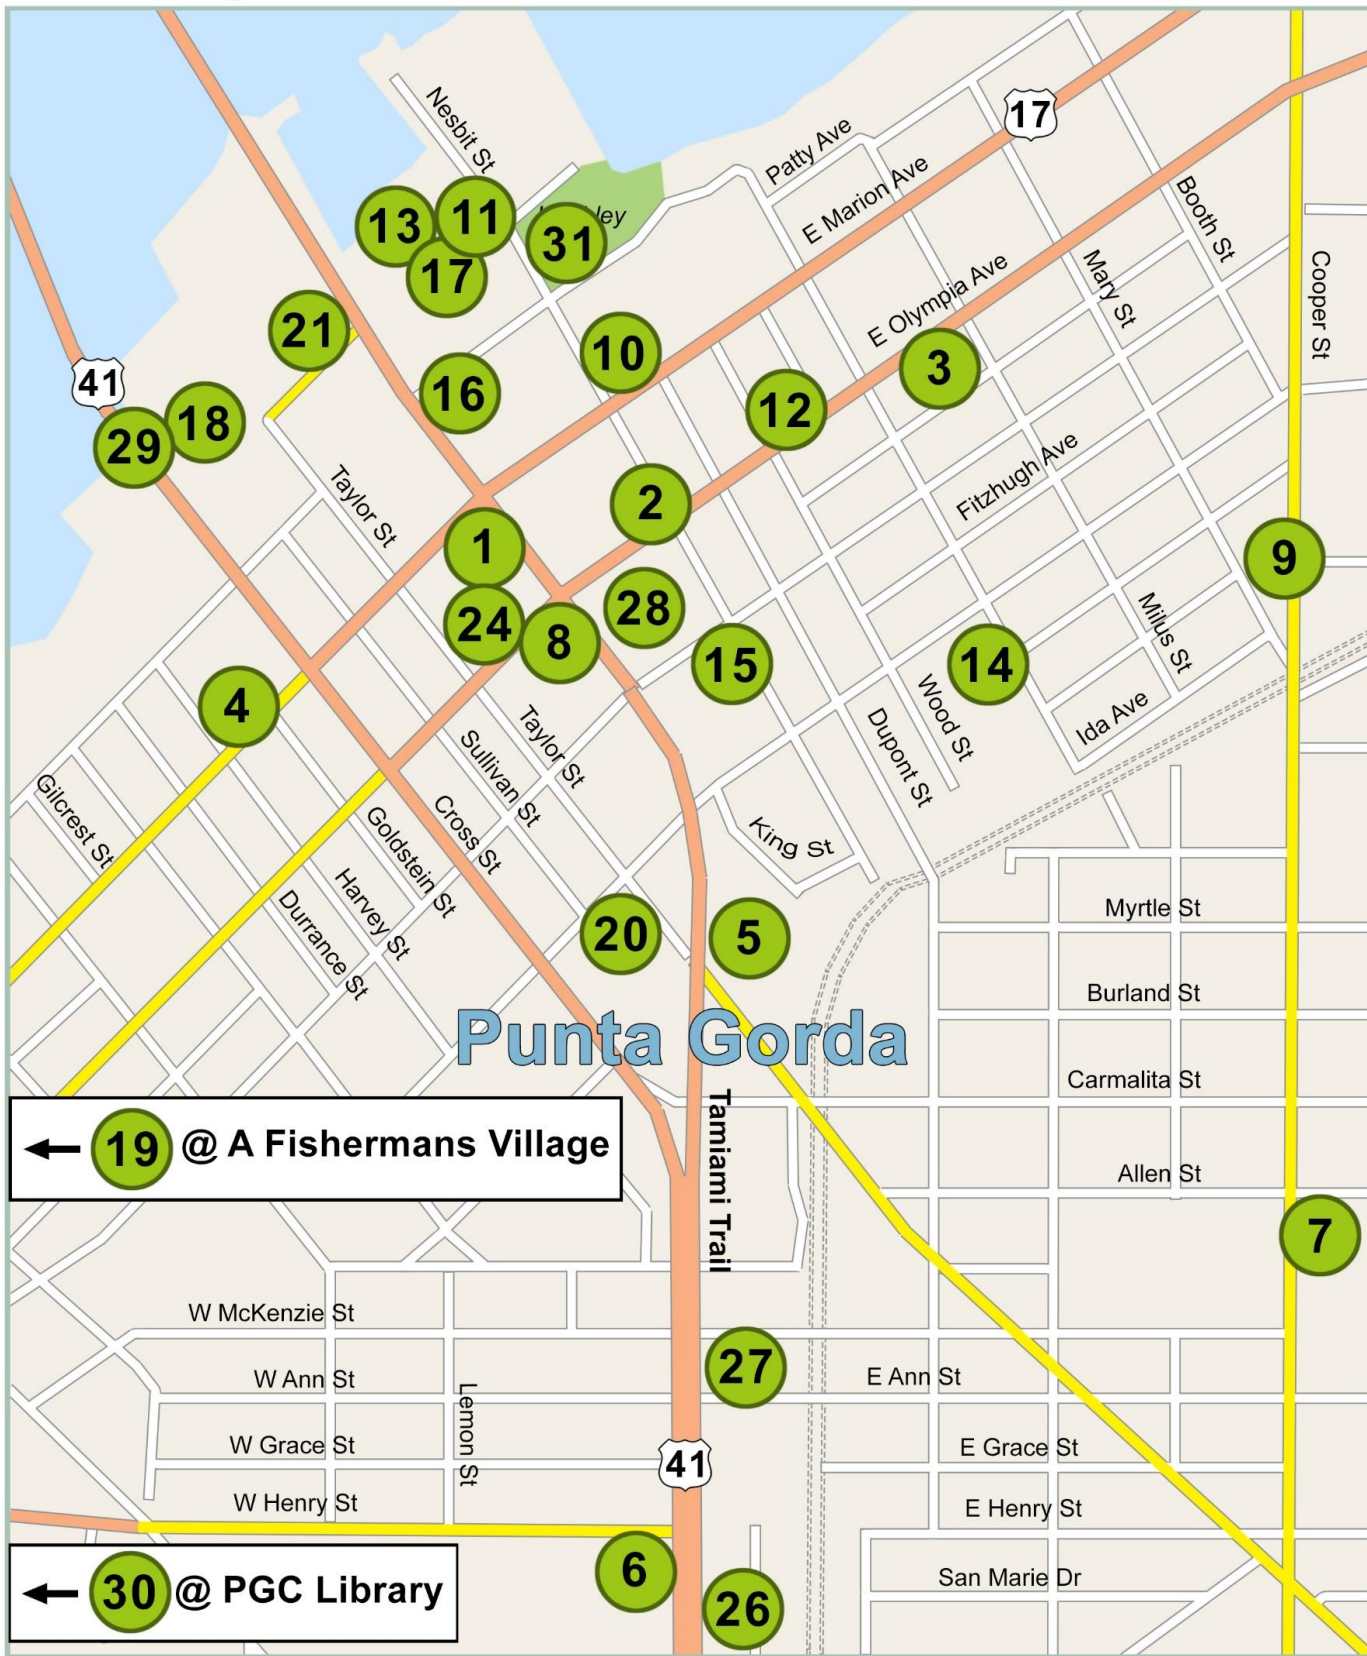 Nesbit St
Patty Ave
17
E Marion Ave
Booth St
13
11
31
17
E Olympia Ave
Mary St
Cooper St
21
10
3
41
16
12
18
29
Taylor St
Fitzhugh Ave
2
1
9
28
24
8
15
14
Milus St
4
Wood St
Ida Ave
Dupont St
Taylor St
Sullivan St
Gilcrest St
Cross St
Goldstein St
King St
Harvey St
Durrance St
20
5
Myrtle St
Burland St
Punta Gorda
Carmalita St
Tamiami Trail
19 @ A Fishermans Village
Allen St
7
W McKenzie St
27
W Ann St
E Ann St
Lemon St
W Grace St
E Grace St
41
W Henry St
E Henry St
6
San Marie Dr
30 @ PGC Library
26